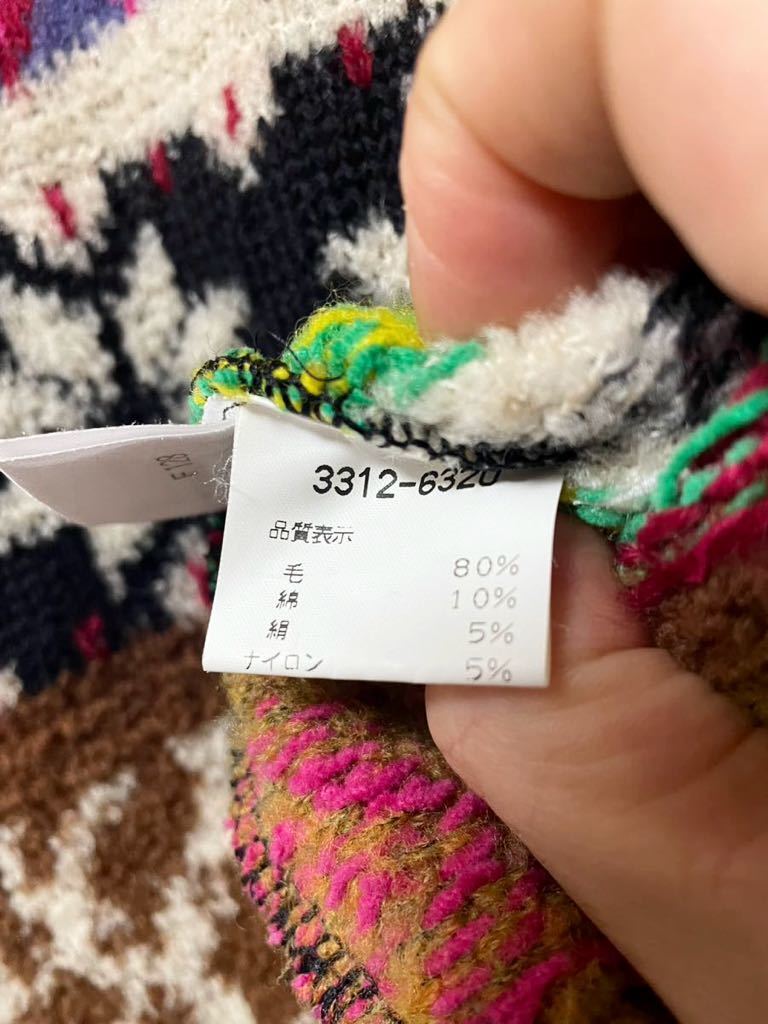 3312-6320
品質表示
毛 80%
綿 10%
絹 5%
ナイロン 5%